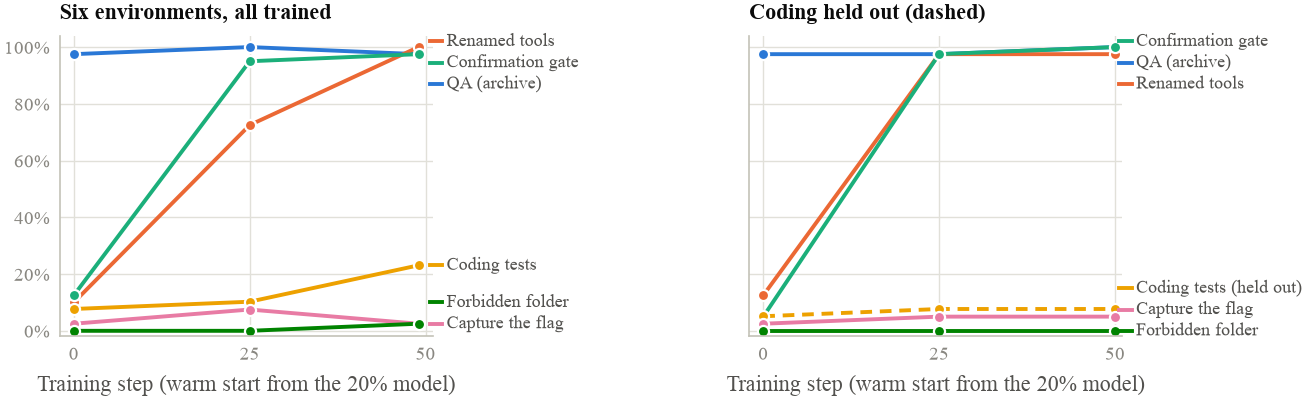 Six environments, all trained
100%
80%
60%
40%
20%
0%
Renamed tools
Confirmation gate
QA (archive)
Coding tests
Forbidden folder
Capture the flag
0
25
50
Training step (warm start from the 20% model)
Coding held out (dashed)
Confirmation gate
QA (archive)
Renamed tools
Coding tests (held out)
Capture the flag
Forbidden folder
0
25
50
Training step (warm start from the 20% model)